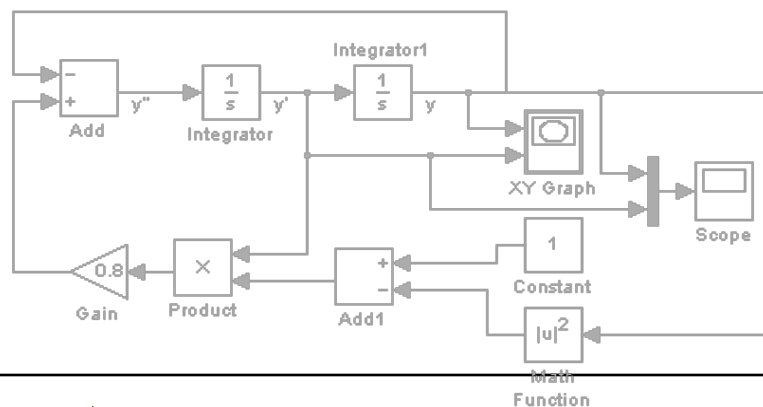 Integrator1
−
+
Add
y''
1
s
Integrator
y'
1
s
y
XY Graph
Scope
0.8
Gain
×
Product
+
−
Add1
1
Constant
|u|²
Math
Function